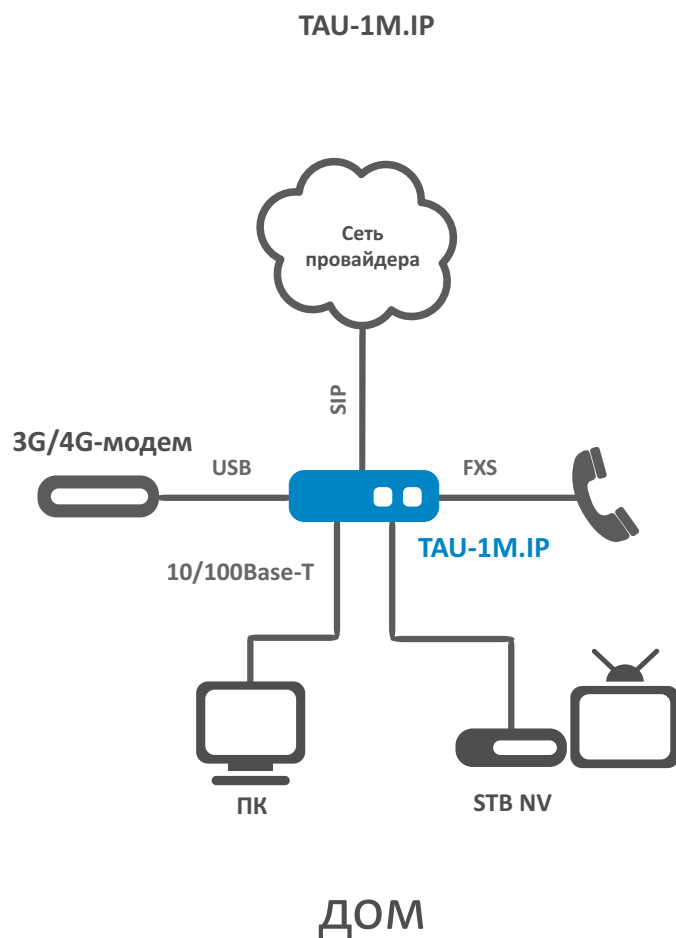 TAU-1M.IP
Сеть
провайдера
SIP
3G/4G-модем
USB
FXS
TAU-1M.IP
10/100Base-T
ПК
STB NV
ДОМ